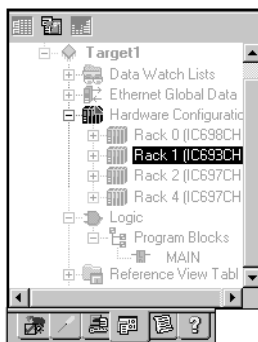 Target1
Data Watch Lists
Ethernet Global Data
Hardware Configuratic
Rack 0 (IC698CH
Rack 1 (IC693CH
Rack 2 (IC697CH
Rack 4 (IC697CH
Logic
Program Blocks
MAIN
Reference View Tabl
?